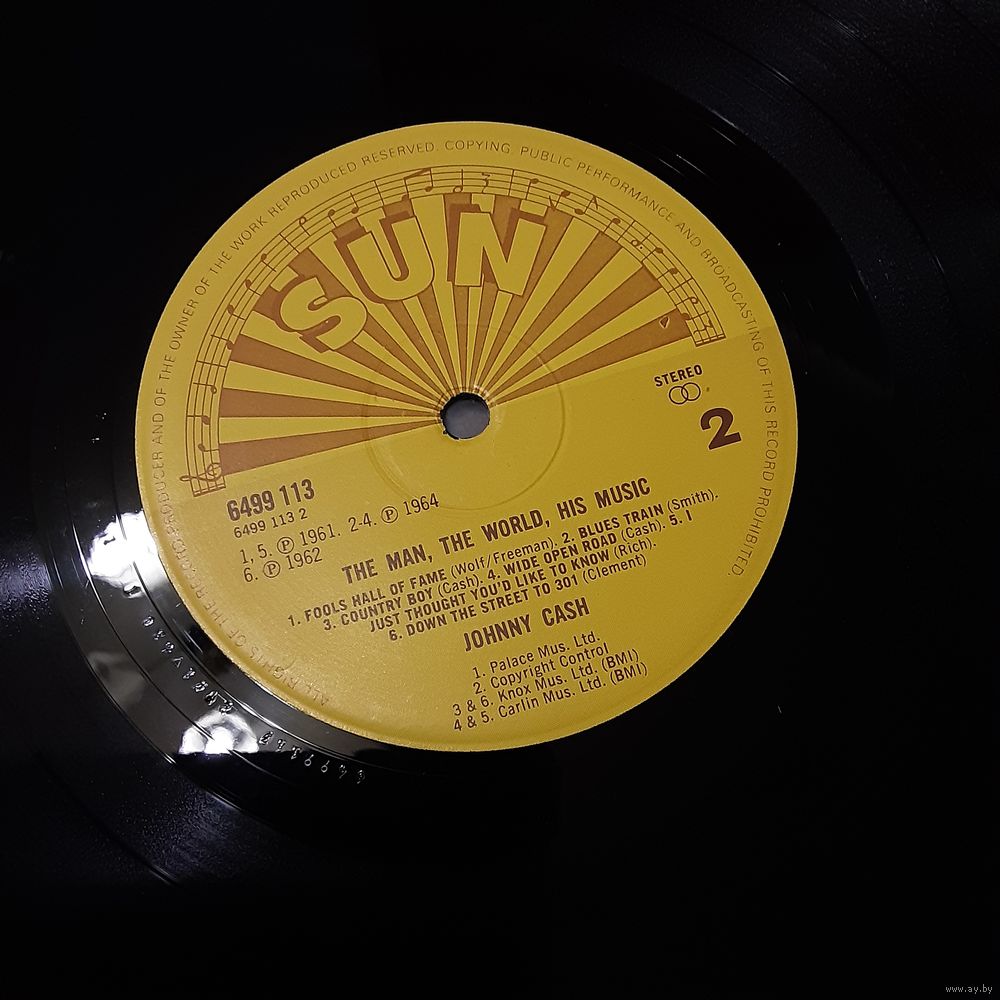 ALL RIGHTS OF THE RECORD PRODUCER AND OF THE OWNER OF THE WORK REPRODUCED RESERVED. COPYING, PUBLIC PERFORMANCE AND BROADCASTING OF THIS RECORD PROHIBITED.
SUN
STEREO
2
6499 113
6499 113 2
1, 5. ℗ 1961. 2-4. ℗ 1964
6. ℗ 1962
THE MAN, THE WORLD, HIS MUSIC
1. FOOLS HALL OF FAME (Wolf/Freeman). 2. BLUES TRAIN (Smith).
3. COUNTRY BOY (Cash). 4. WIDE OPEN ROAD (Cash). 5. I
JUST THOUGHT YOU'D LIKE TO KNOW (Rich).
6. DOWN THE STREET TO 301 (Clement)
JOHNNY CASH
1. Palace Mus. Ltd.
2. Copyright Control
3 & 6. Knox Mus. Ltd. (BMI)
4 & 5. Carlin Mus. Ltd. (BMI)
www.ay.by